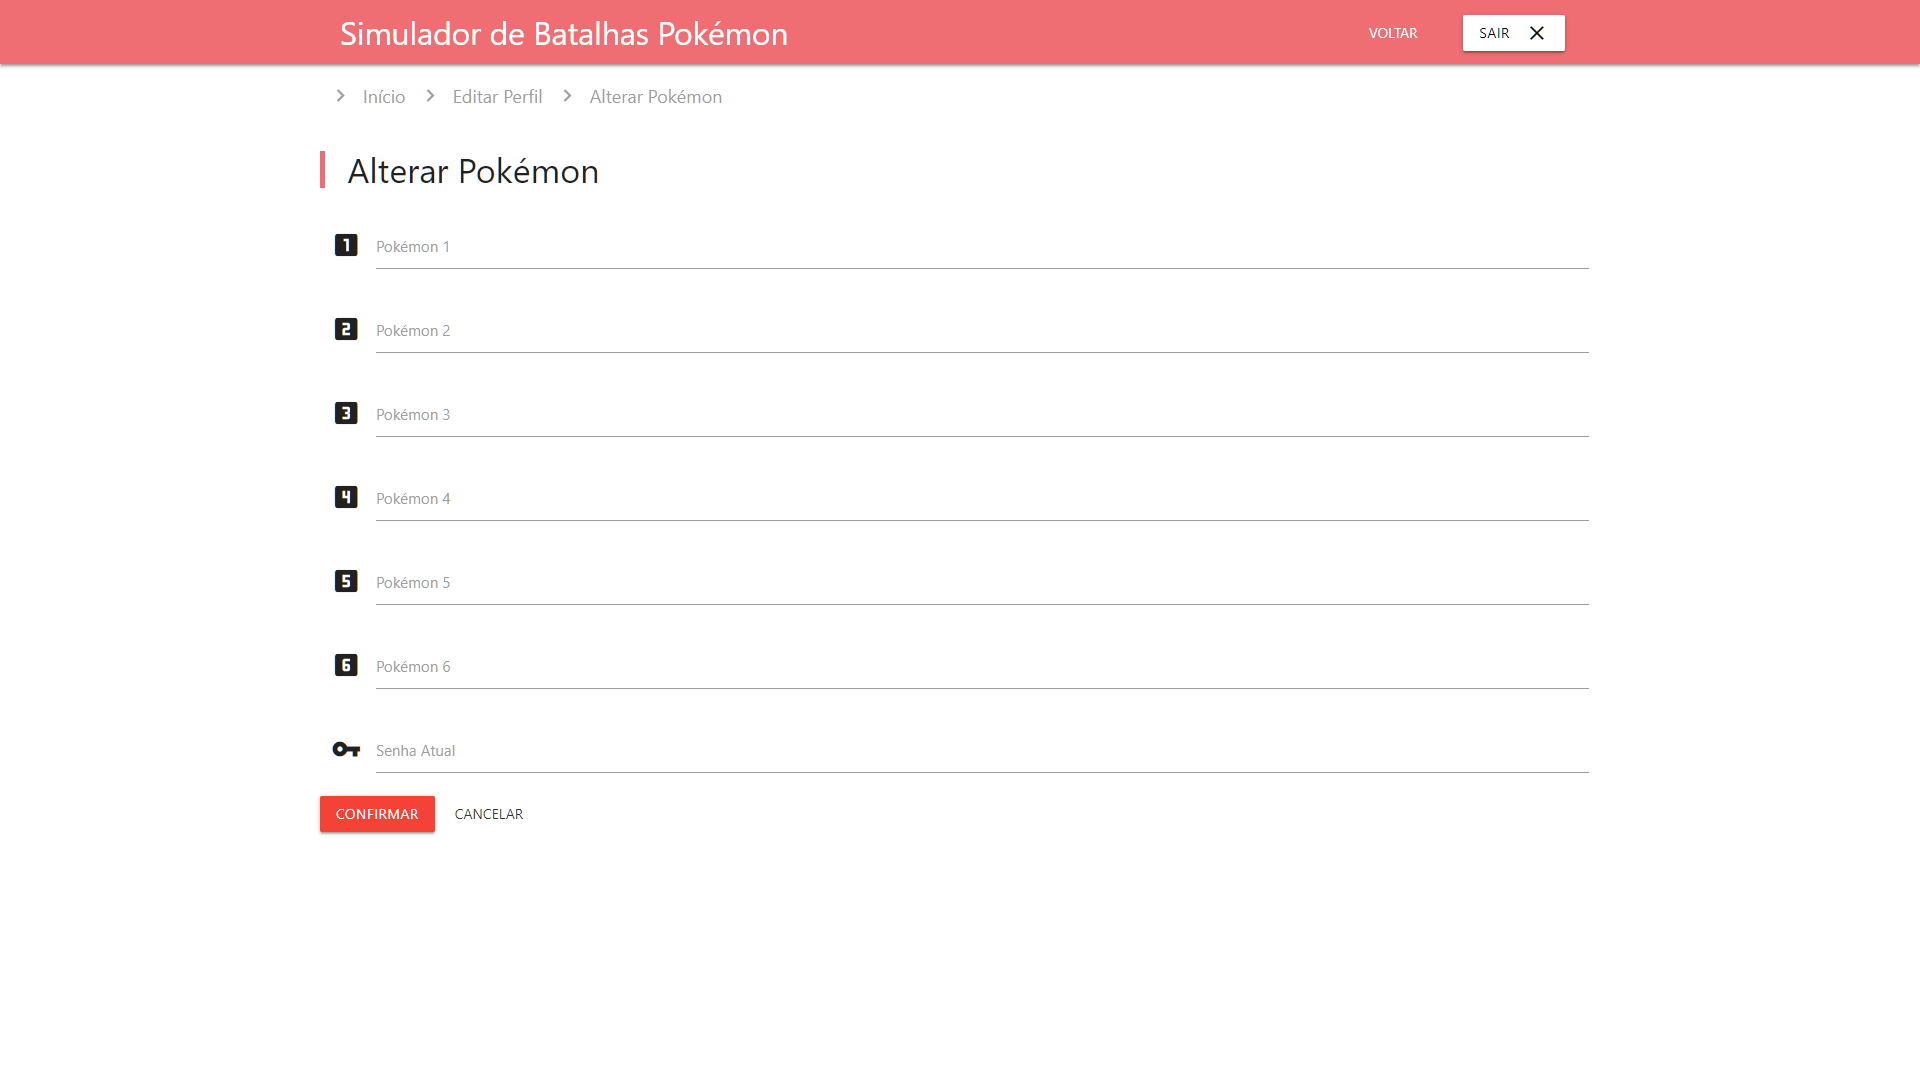 Simulador de Batalhas Pokémon VOLTAR SAIR
Início Editar Perfil Alterar Pokémon
Alterar Pokémon
1 Pokémon 1
2 Pokémon 2
3 Pokémon 3
4 Pokémon 4
5 Pokémon 5
6 Pokémon 6
Senha Atual
CONFIRMAR CANCELAR